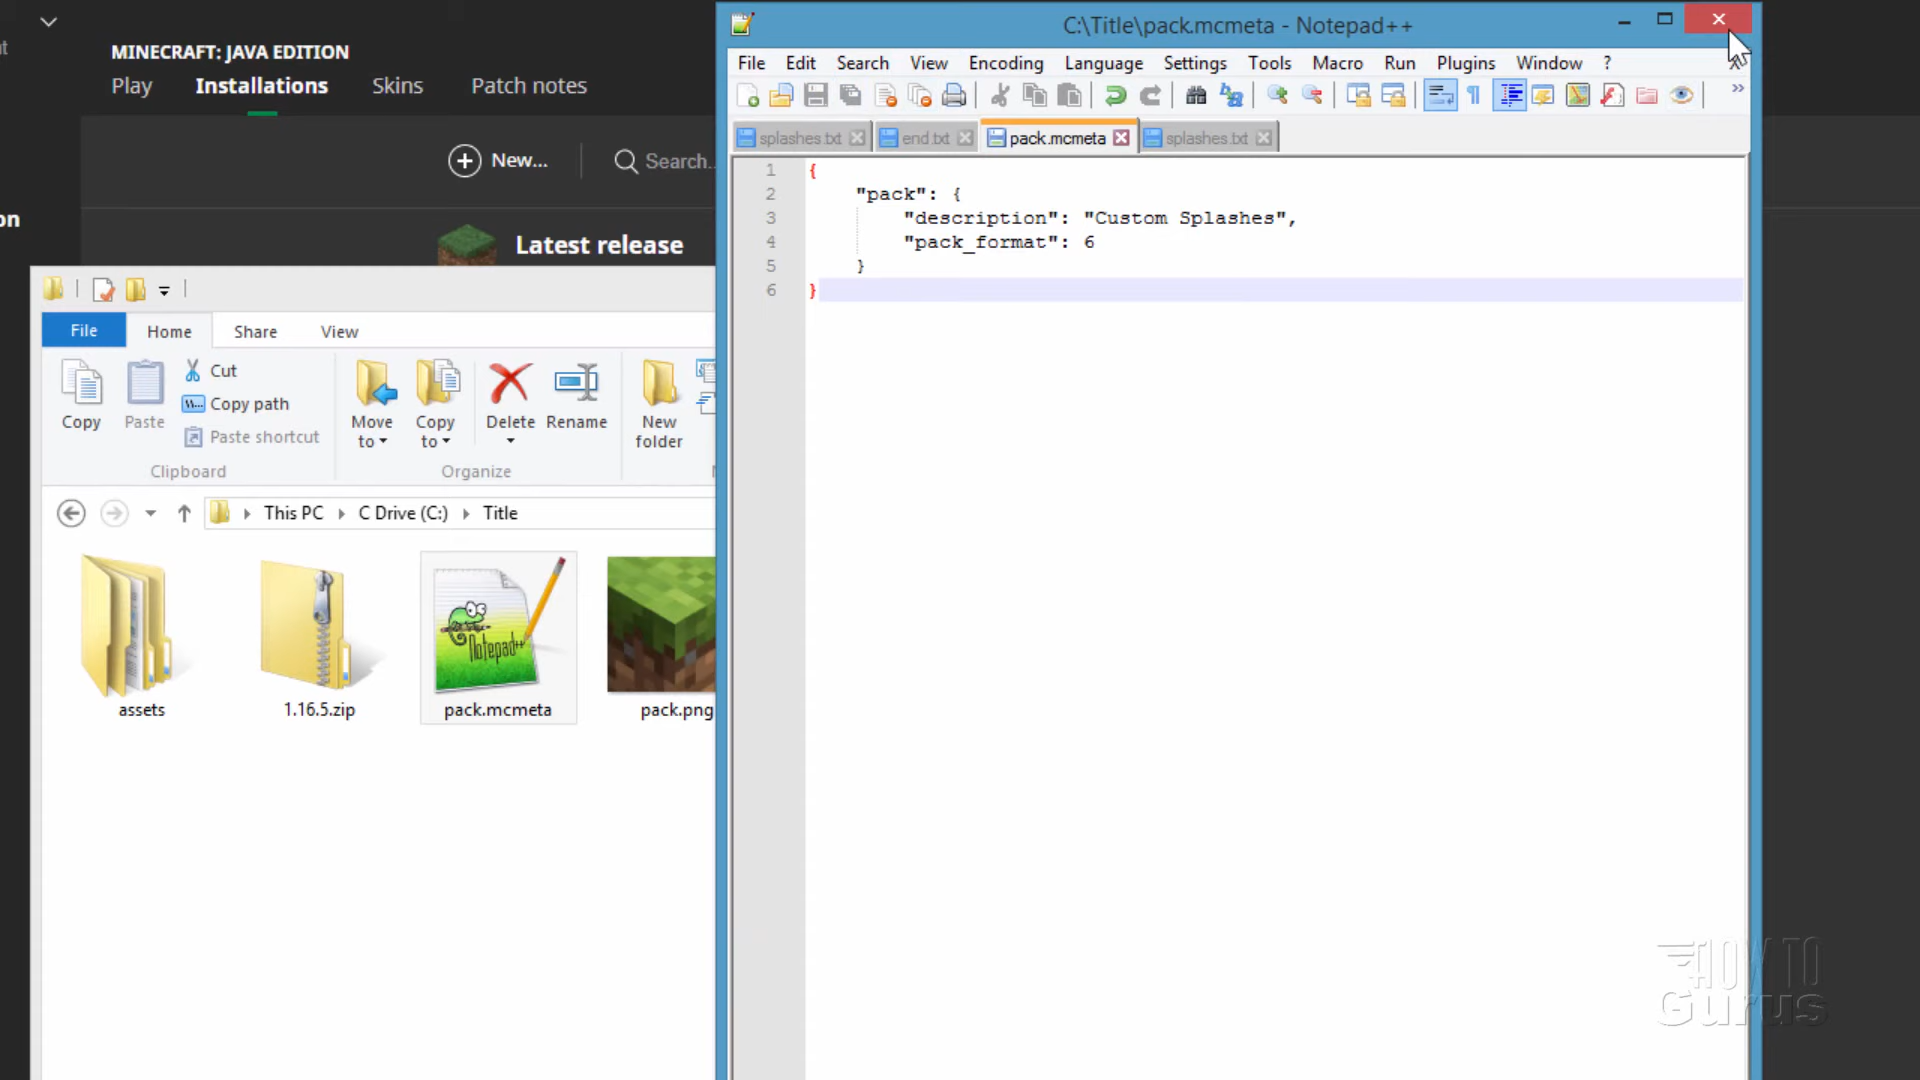 MINECRAFT: JAVA EDITION
Play
Installations
Skins
Patch notes
New...
Search..
Latest release
on
C:\Title\pack.mcmeta - Notepad++
File Edit Search View Encoding Language Settings Tools Macro Run Plugins Window ?
splashes.txt
end.txt
pack.mcmeta
splashes.txt
1 {
2 "pack": {
3 "description": "Custom Splashes",
4 "pack_format": 6
5 }
6 }
File
Home
Share
View
Copy
Paste
Cut
Copy path
Paste shortcut
Clipboard
Move to
Copy to
Delete
Rename
Organize
New folder
This PC
C Drive (C:)
Title
assets
1.16.5.zip
Notepad++
pack.mcmeta
pack.png
HOW TO
Gurus